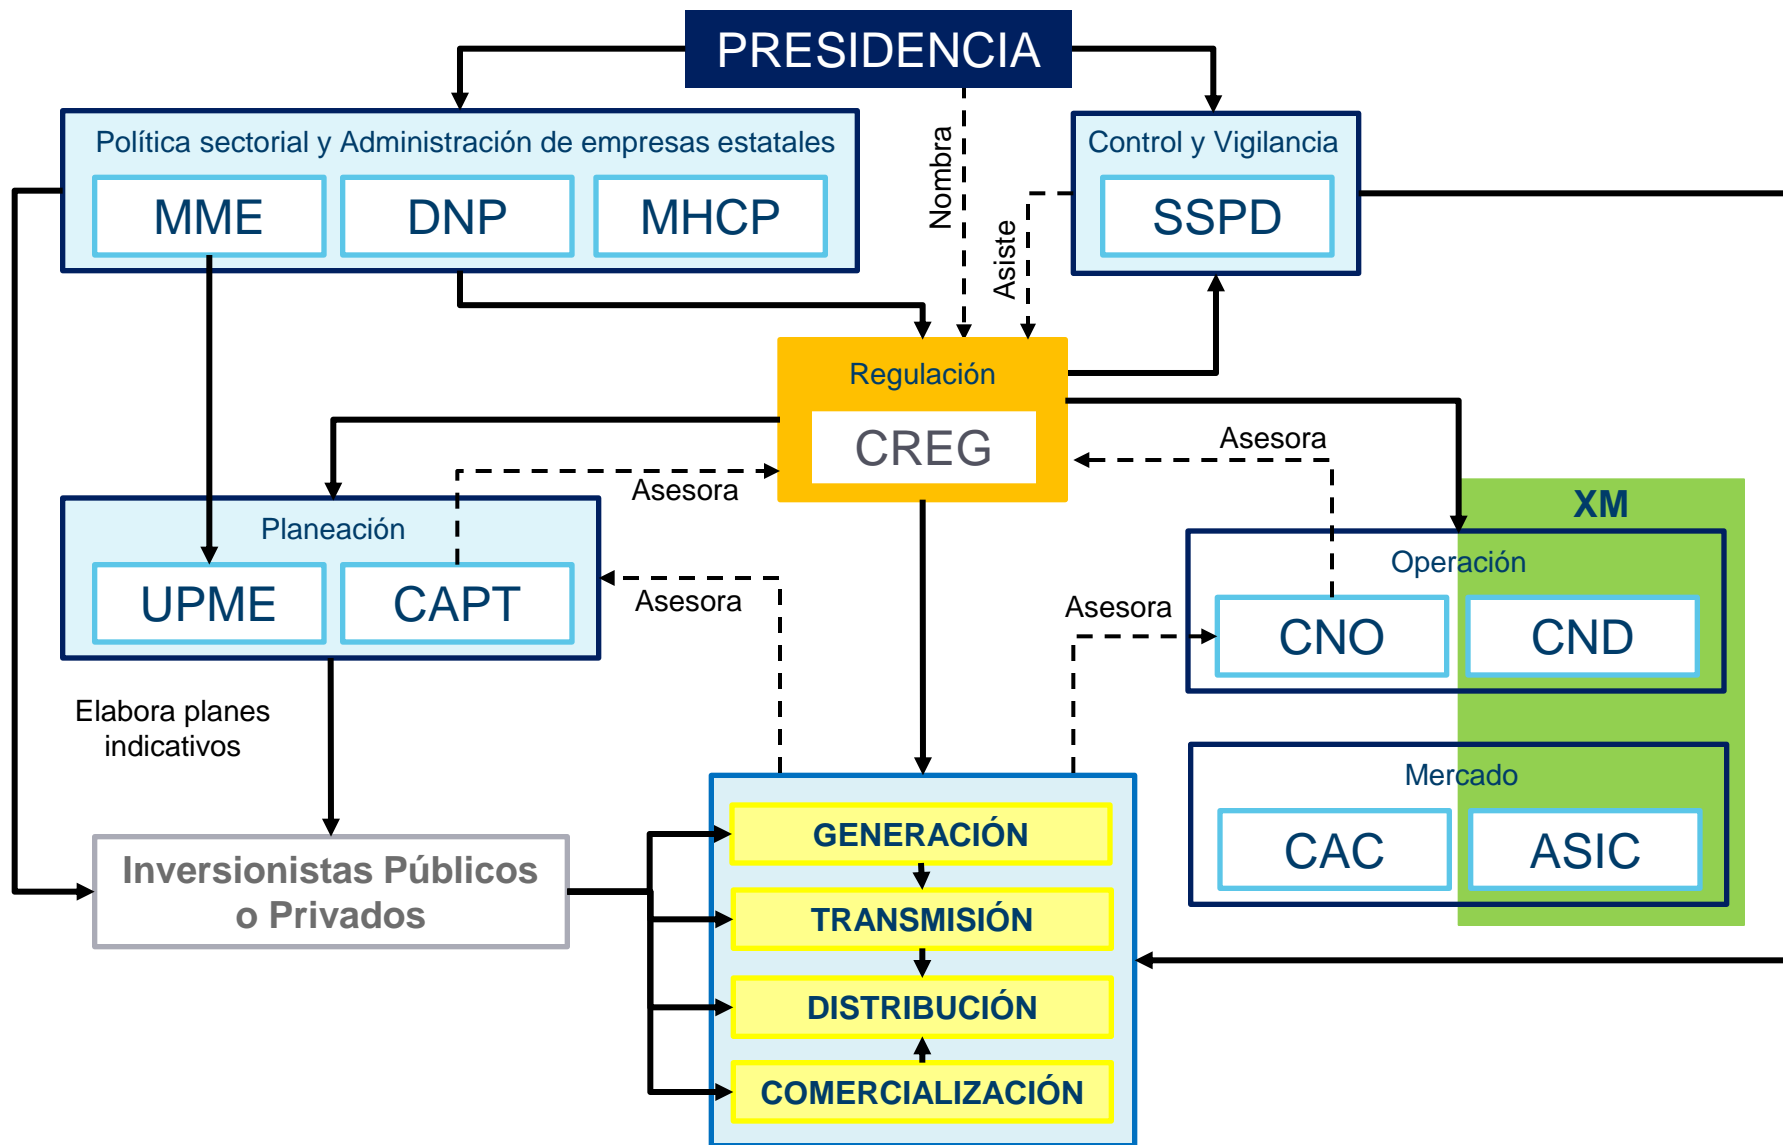 PRESIDENCIA
Política sectorial y Administración de empresas estatales
MME
DNP
MHCP
Nombra
Control y Vigilancia
SSPD
Asiste
Regulación
CREG
Asesora
Asesora
XM
Planeación
UPME
CAPT
Asesora
Asesora
Operación
CNO
CND
Elabora planes
indicativos
Mercado
CAC
ASIC
Inversionistas Públicos
o Privados
GENERACIÓN
TRANSMISIÓN
DISTRIBUCIÓN
COMERCIALIZACIÓN